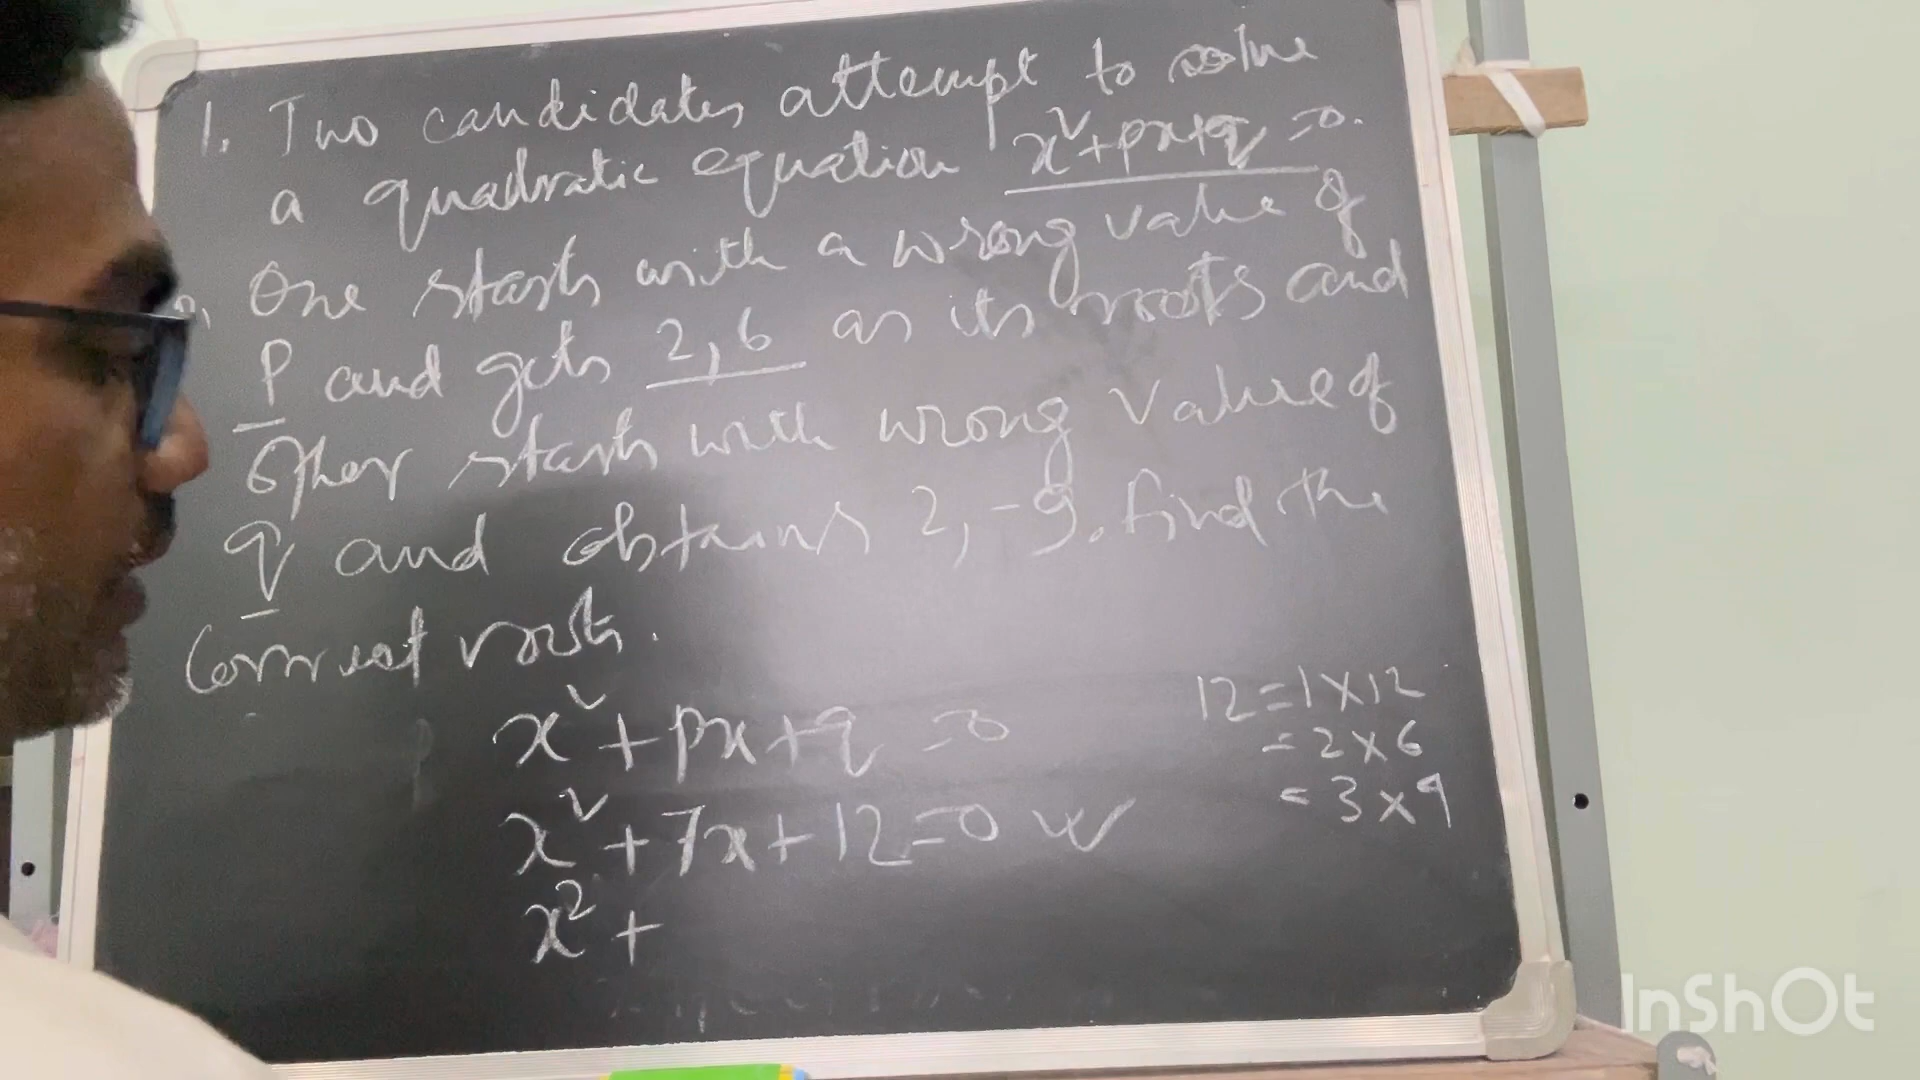 1. Two candidates attempt to solve
a quadratic equation x²+px+q=0.
One starts with a wrong value of
P and gets 2,6 as its roots and
Other starts with wrong value of
q and obtains 2,-9. find the
Correct roots.
x²+px+q=0
x²+7x+12=0
x²+
12=1×12
=2×6
=3×4
InShOt